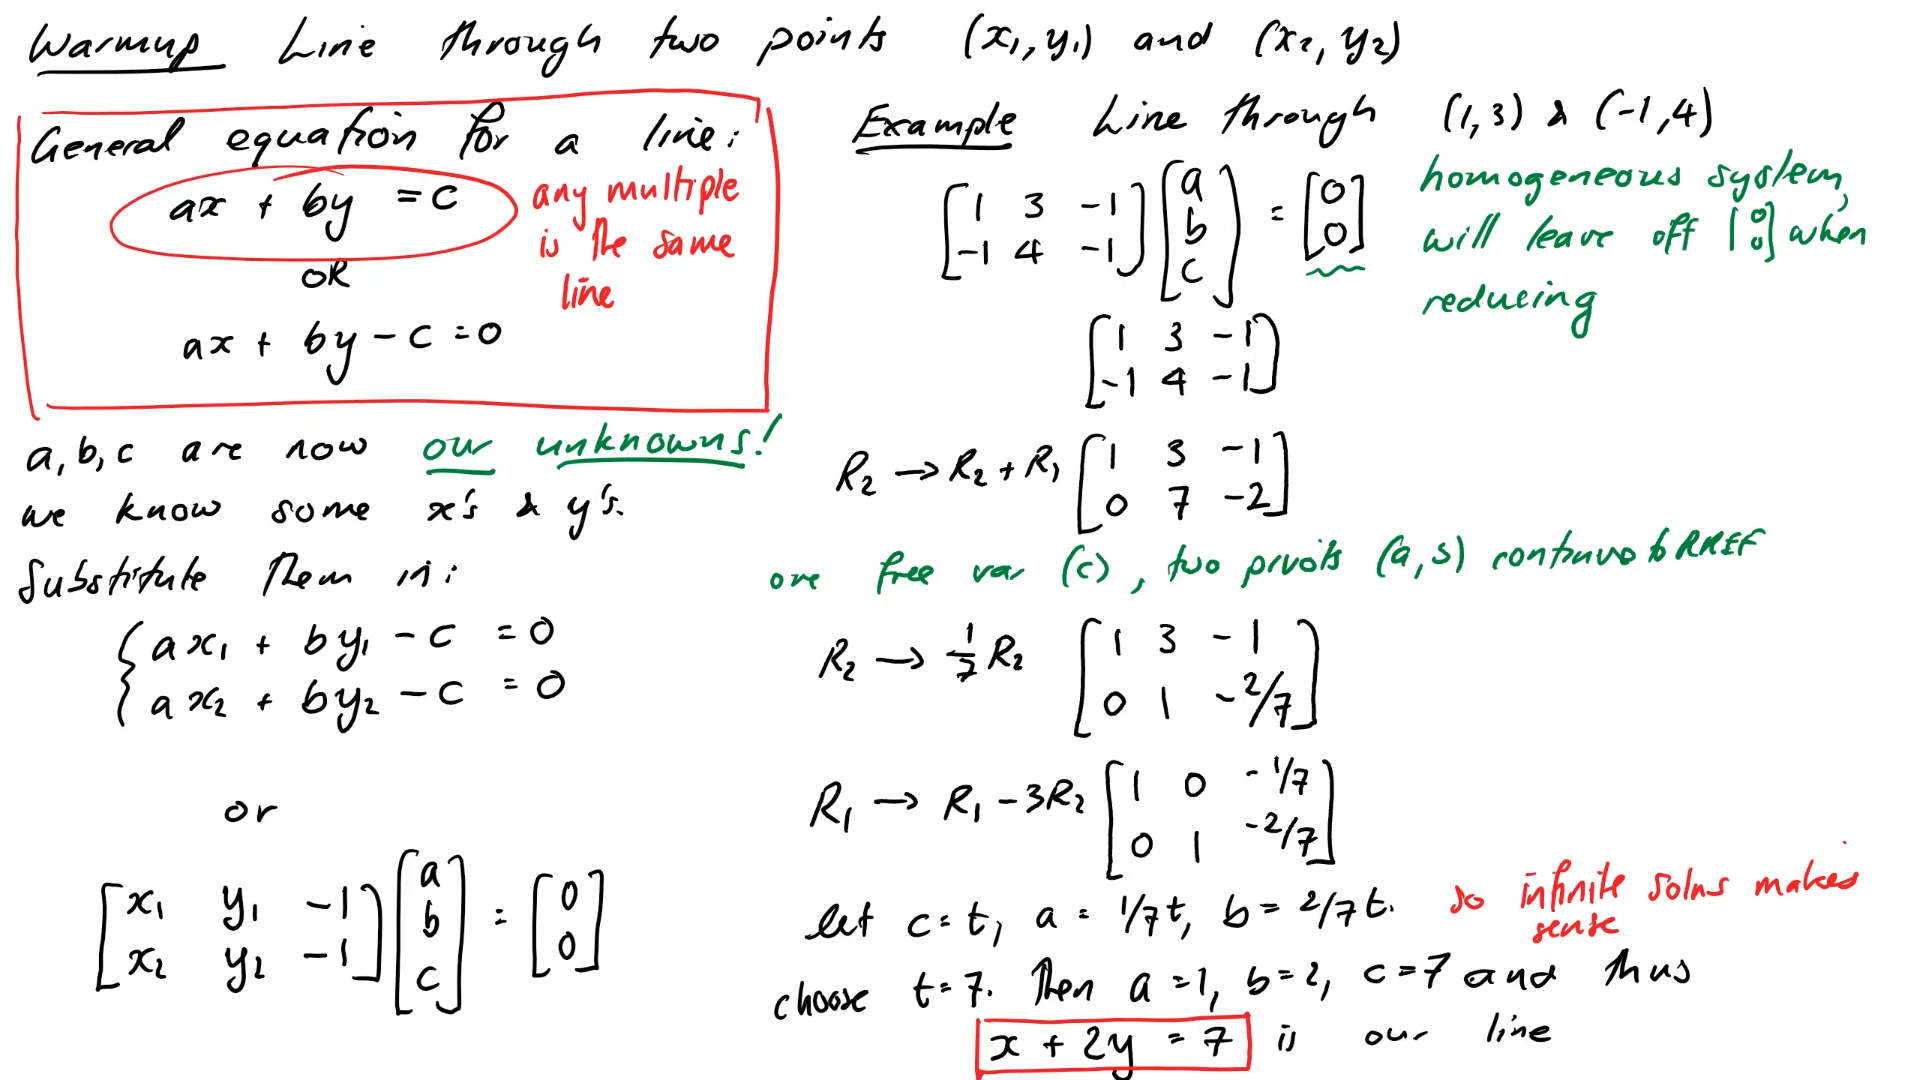 Warmup Line through two points (x₁, y₁) and (x₂, y₂)
General equation for a line:
ax + by = c
any multiple
is the same
line
OR
ax + by - c = 0
a, b, c are now our unknowns!
we know some x's & y's.
Substitute them in:
{ ax₁ + by₁ - c = 0
ax₂ + by₂ - c = 0
or
[x₁ y₁ -1] [a] = [0]
[x₂ y₂ -1] [b] [0]
[c]
Example Line through (1,3) & (-1,4)
[1 3 -1] [a] = [0]
[-1 4 -1] [b] [0]
[c]
homogeneous system,
will leave off [0 0] when
reducing
[1 3 -1]
[-1 4 -1]
R₂ → R₂ + R₁ [1 3 -1]
[0 7 -2]
one free var (c), two pivots (a, b) continue to RREF
R₂ → 1/7 R₂ [1 3 -1]
[0 1 -2/7]
R₁ → R₁ - 3R₂ [1 0 -1/7]
[0 1 -2/7]
let c = t, a = 1/7t, b = 2/7t.
so infinite solns makes
sense
choose t = 7. Then a = 1, b = 2, c = 7 and thus
x + 2y = 7 is our line